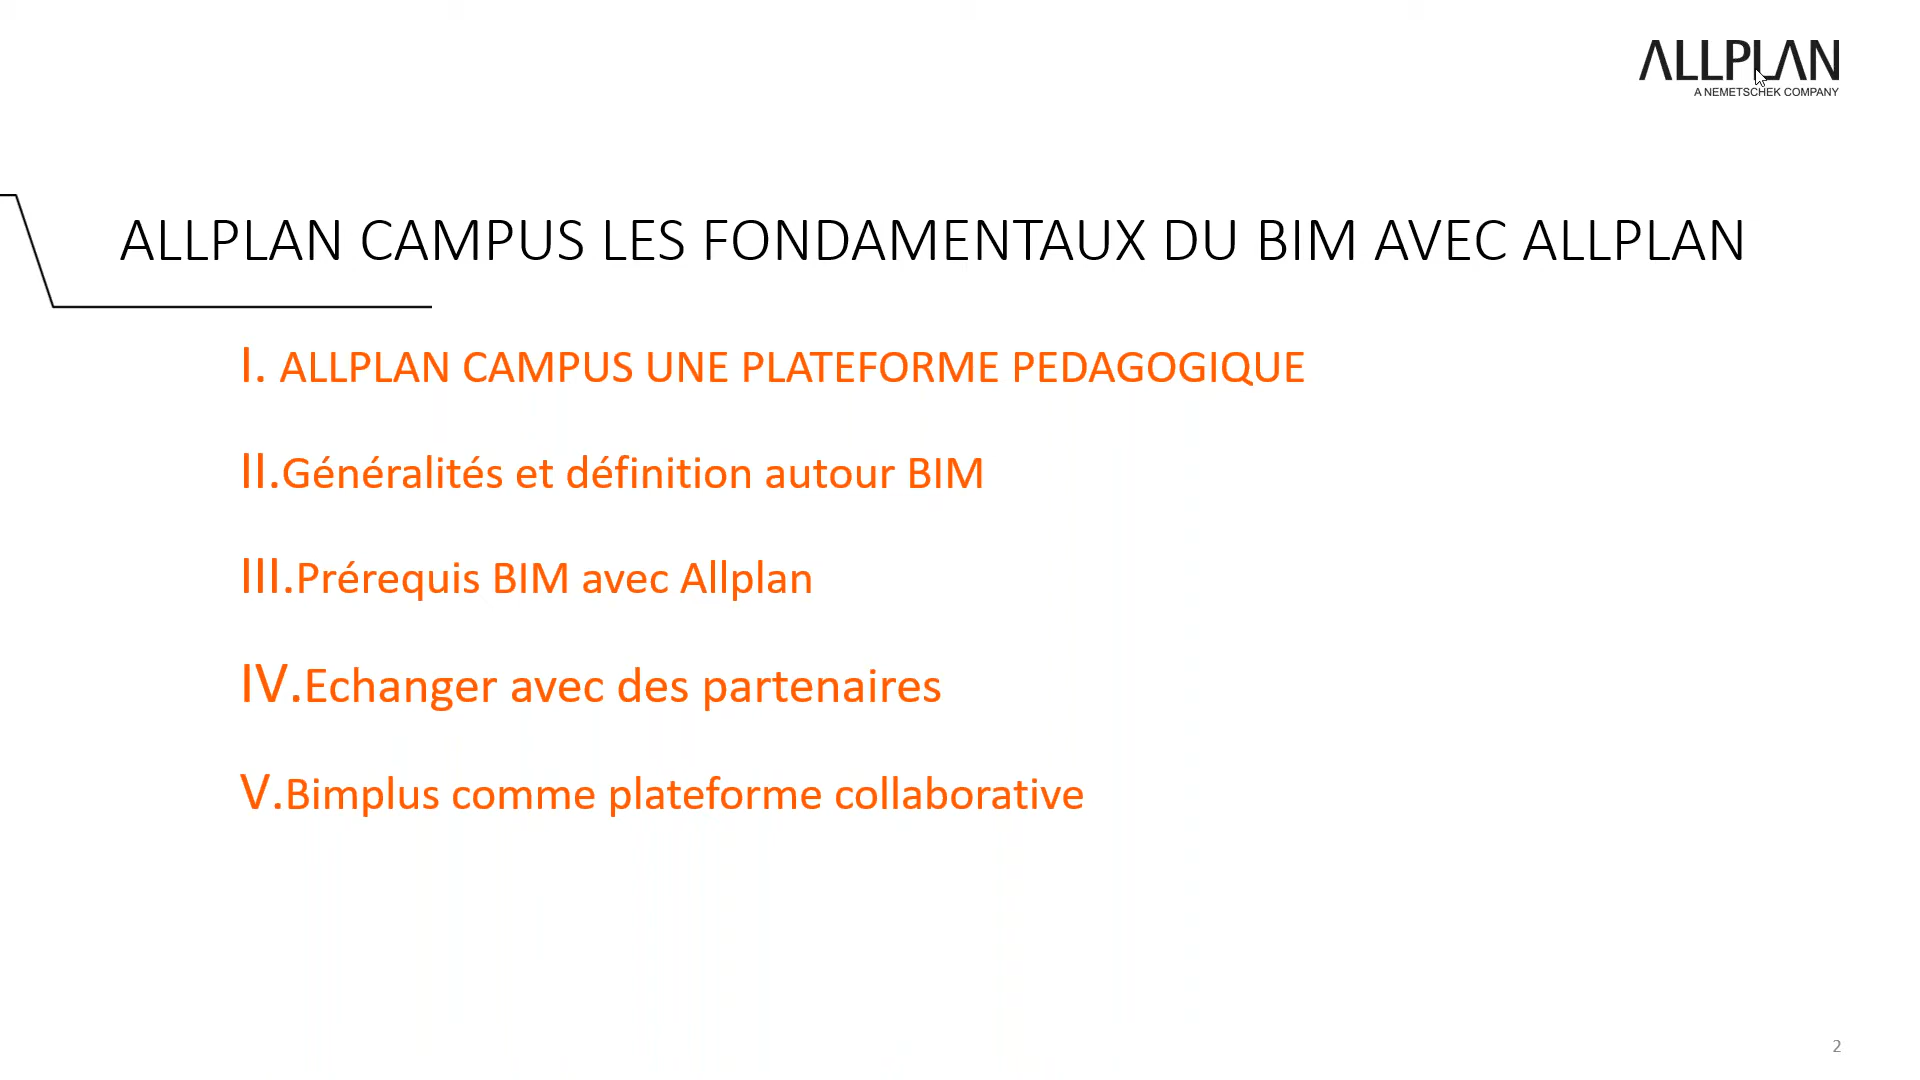 ALLPLAN
A NEMETSCHEK COMPANY
ALLPLAN CAMPUS LES FONDAMENTAUX DU BIM AVEC ALLPLAN
I. ALLPLAN CAMPUS UNE PLATEFORME PEDAGOGIQUE
II.Généralités et définition autour BIM
III.Prérequis BIM avec Allplan
IV.Echanger avec des partenaires
V.Bimplus comme plateforme collaborative
2